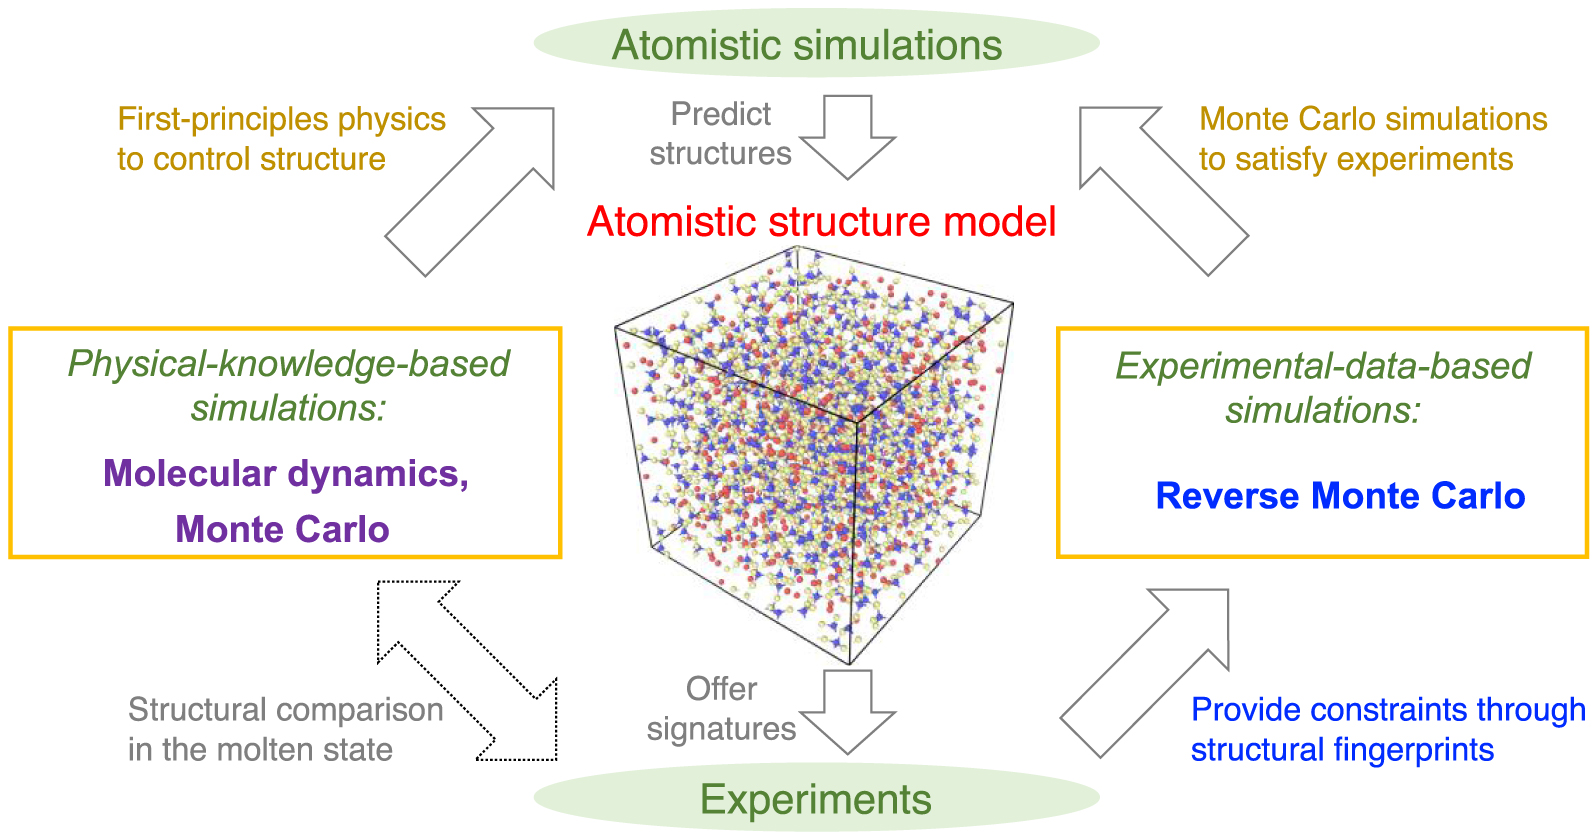 Atomistic simulations
First-principles physics
to control structure
Predict
structures
Monte Carlo simulations
to satisfy experiments
Atomistic structure model
Physical-knowledge-based
simulations:
Molecular dynamics,
Monte Carlo
Experimental-data-based
simulations:
Reverse Monte Carlo
Structural comparison
in the molten state
Offer
signatures
Provide constraints through
structural fingerprints
Experiments